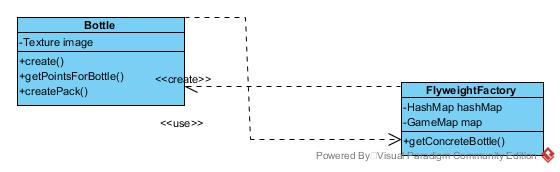 Bottle
-Texture image
+create()
+getPointsForBottle()
+createPack()
<<create>>
<<use>>
FlyweightFactory
-HashMap hashMap
-GameMap map
+getConcreteBottle()
Powered By Visual Paradigm Community Edition